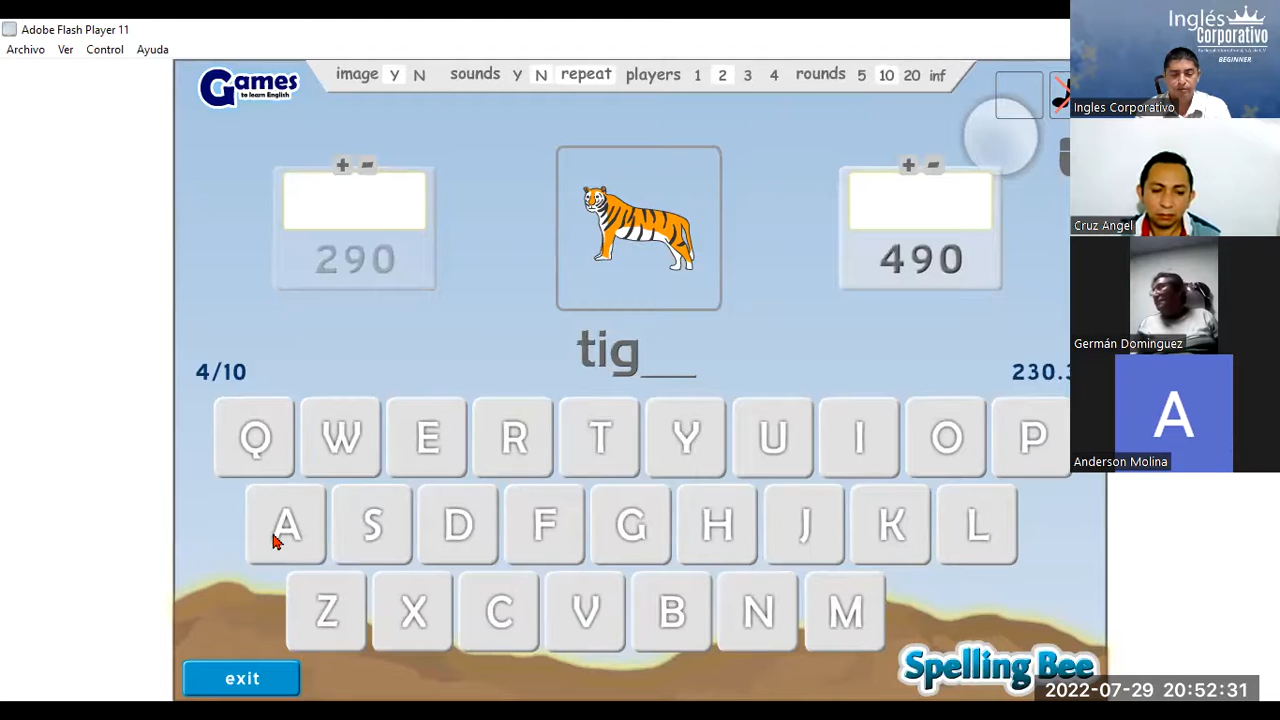 Adobe Flash Player 11
Archivo Ver Control Ayuda
Games
to learn English
image Y N sounds Y N repeat players 1 2 3 4 rounds 5 10 20 inf
+ -
+ -
290
490
tig__
4/10
230.
Q W E R T Y U I O P
A S D F G H J K L
Z X C V B N M
exit
Spelling Bee
2022-07-29 20:52:31
Inglés
Corporativo
BEGINNER
Ingles Corporativo
Cruz Angel
Germán Dominguez
A
Anderson Molina